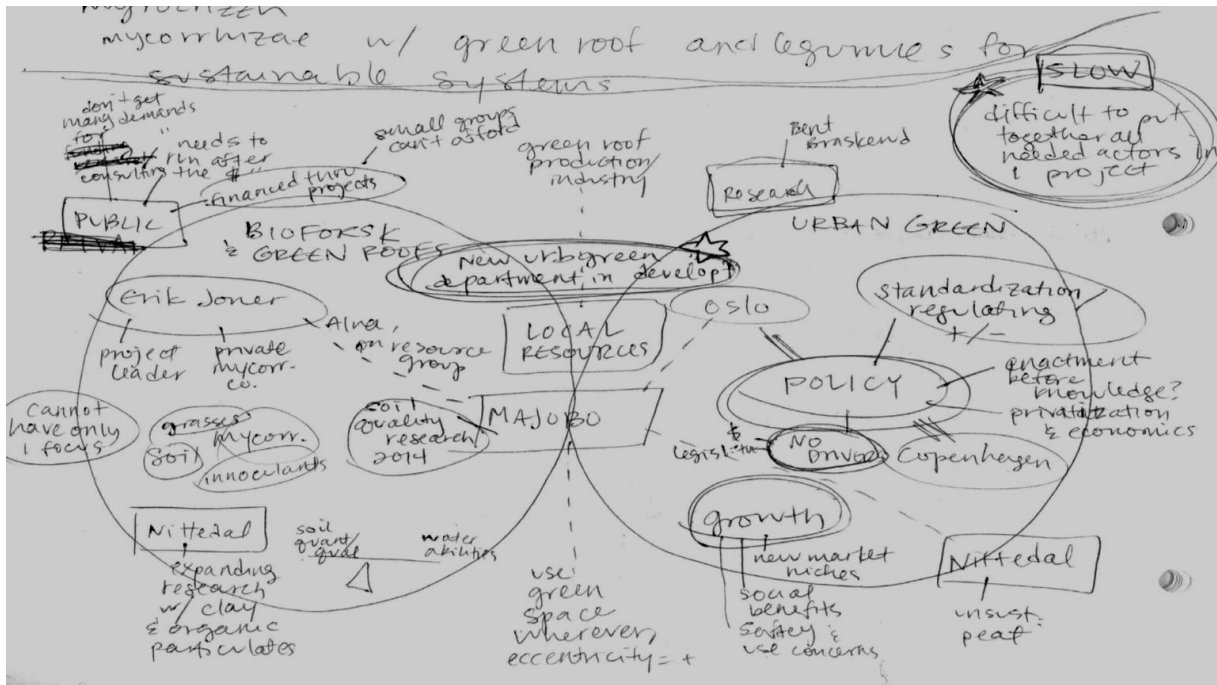 mycorrhizae w/ green roof and legumes for
sustainable systems
SLOW
difficult to put
together all
needed actors in
1 project
don't get
many demands
for
consulting
"needs to
run after
the $"
small groups
can't afford
financed thru
projects
PUBLIC
green roof
production/
industry
Research
URBAN GREEN
BIOFORSK
& GREEN ROOFS
New urbgreen
department in develop't
Erik Joner
project
leader
private
mycorr.
co.
Alna,
on resource
group
LOCAL
RESOURCES
OSLO
standardization
regulating
+/-
POLICY
enactment
before
knowledge?
privatization
& economics
cannot
have only
1 focus
grasses
mycorr.
soil
innoculants
soil
quality
research
2014
MAJOBO
&
NO
DRIVER
Copenhagen
growth
new market
niches
social
benefits
saftey &
use concerns
Nittedal
expanding
research
w/ clay
& organic
particulates
soil
quant/
qual
water
abilities
use
green
space
wherever,
eccentricity = +
Nittedal
unsust.
peat